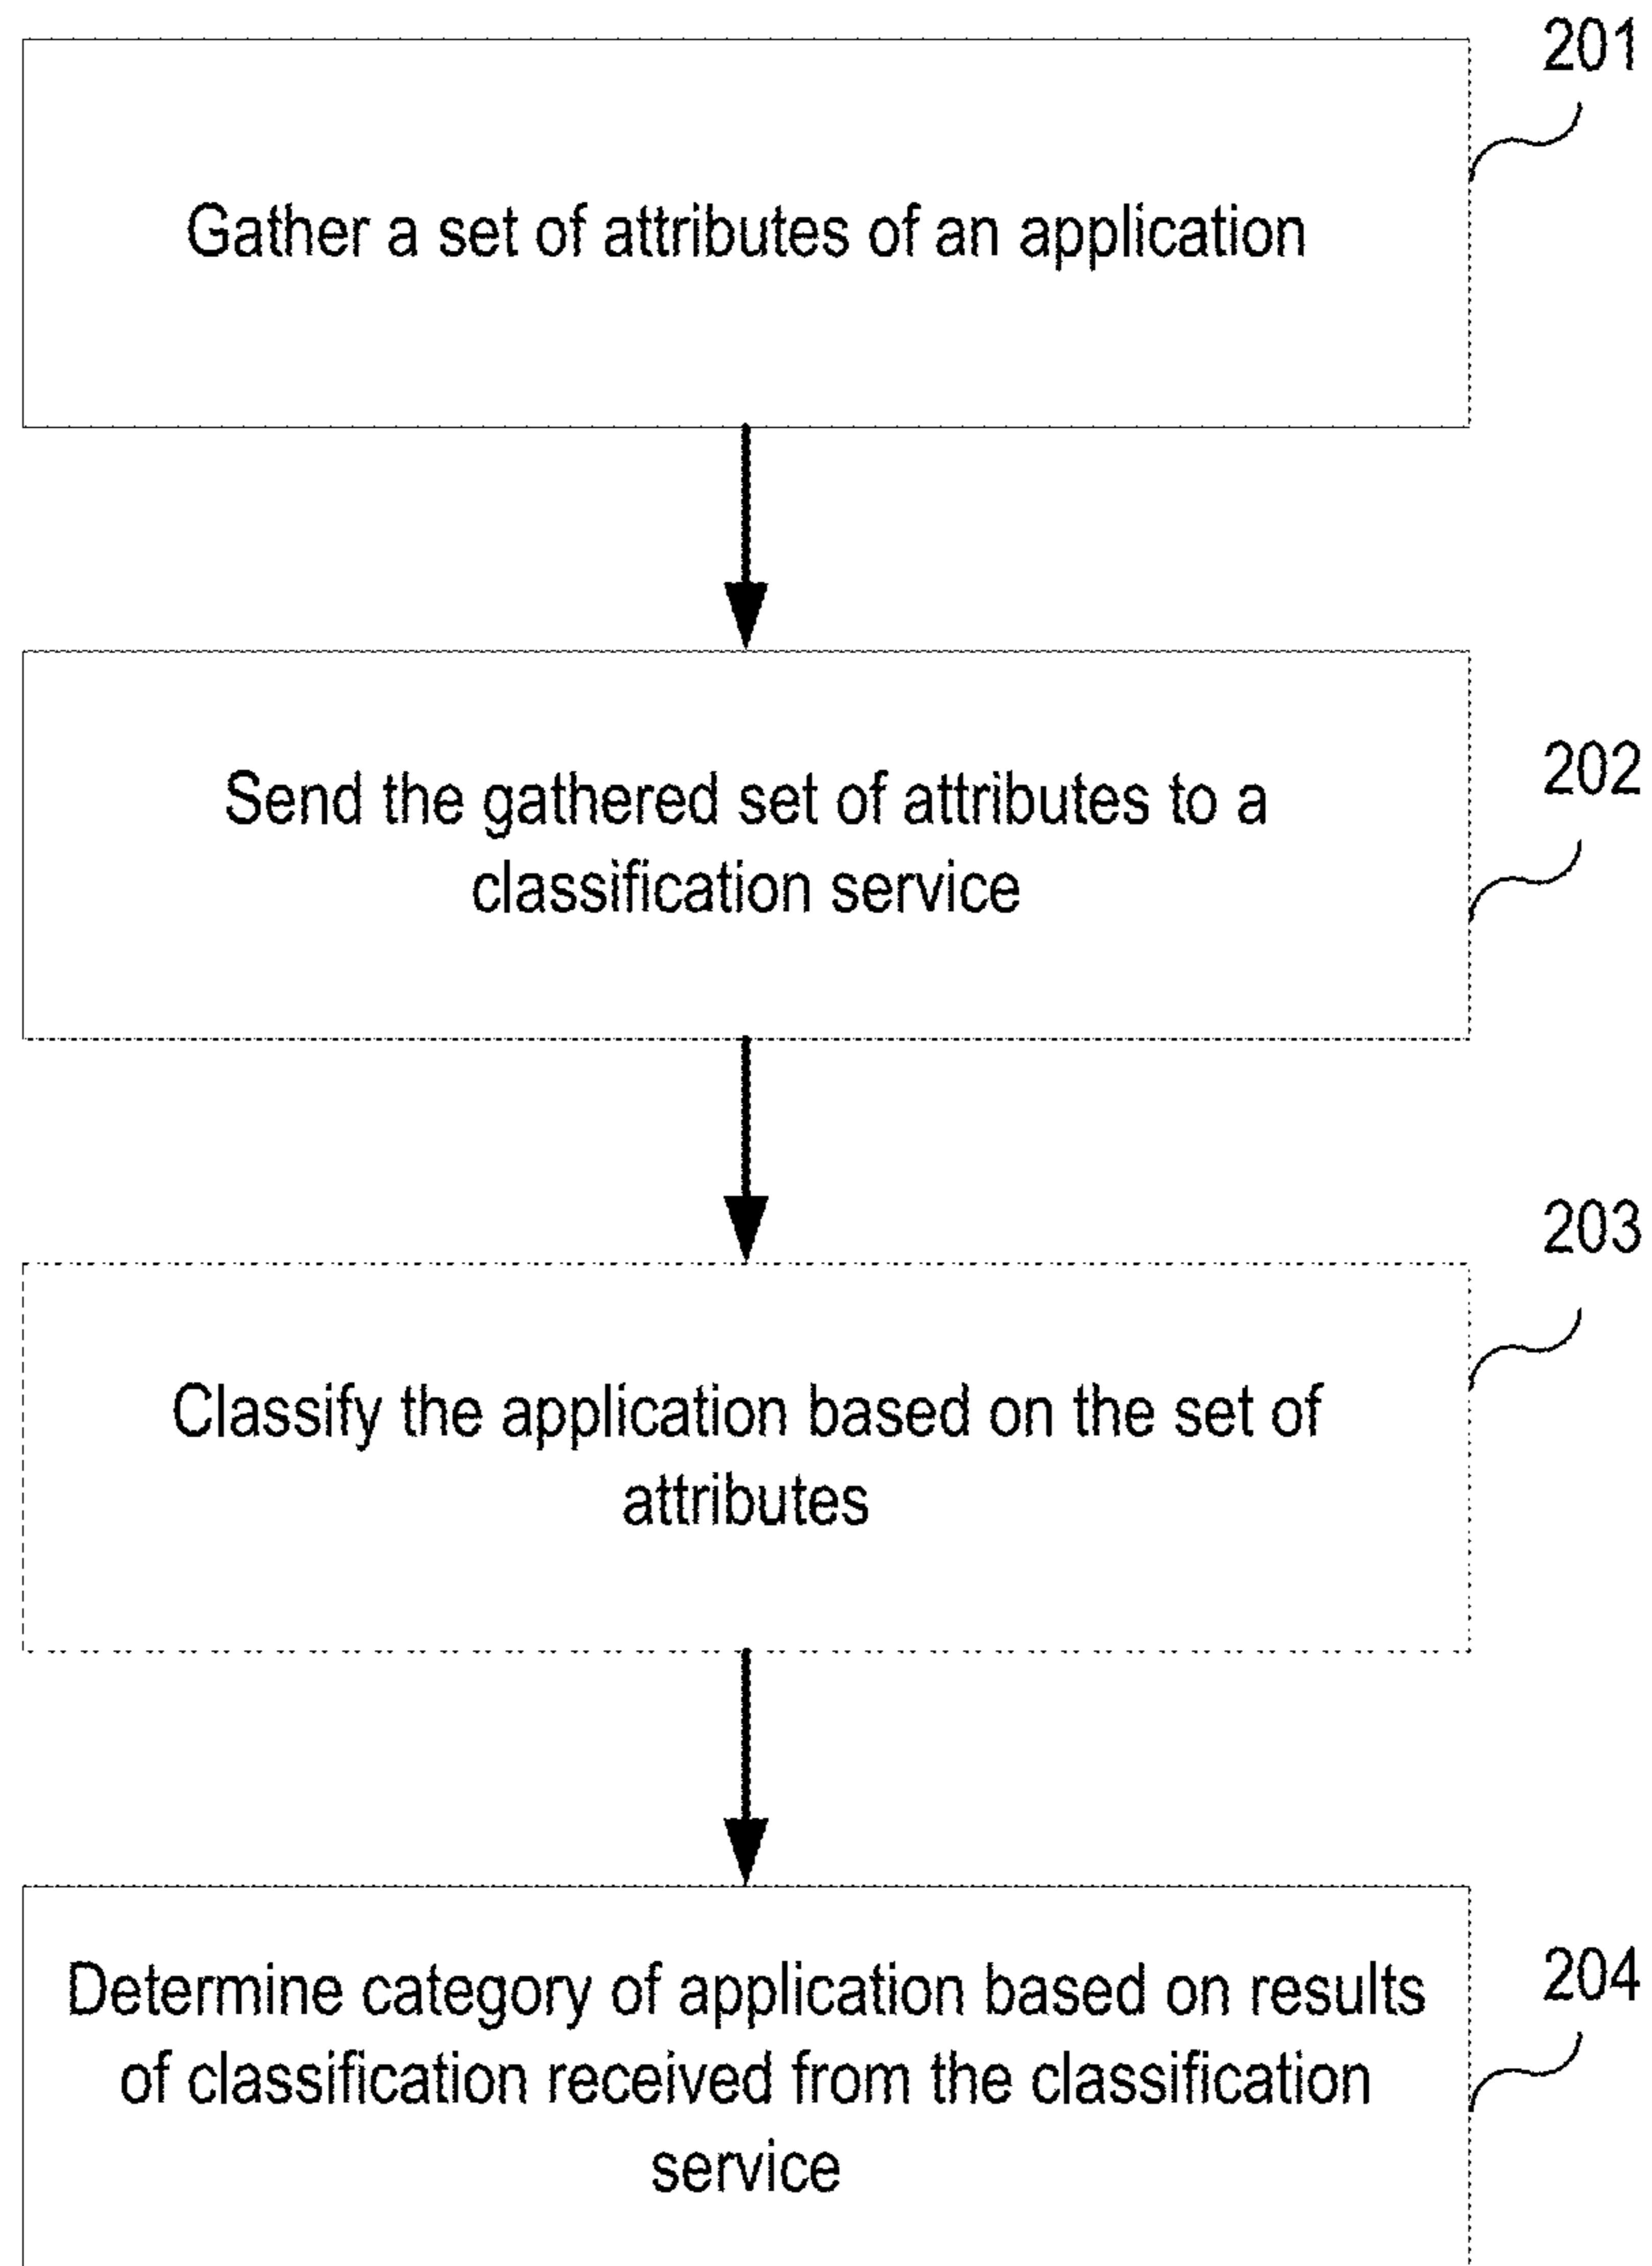 201
Gather a set of attributes of an application
202
Send the gathered set of attributes to a
classification service
203
Classify the application based on the set of
attributes
204
Determine category of application based on results
of classification received from the classification
service